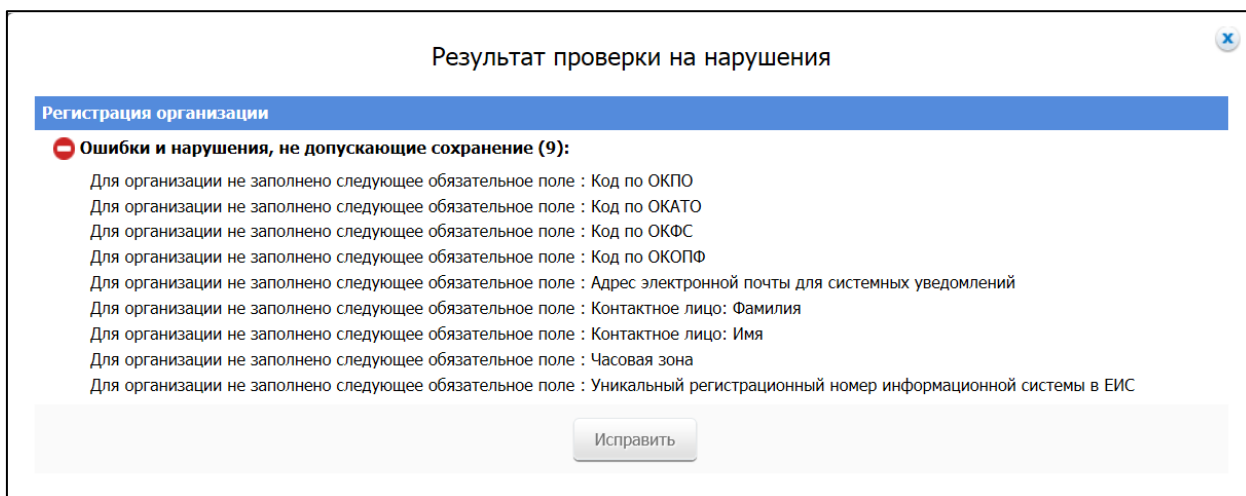 Результат проверки на нарушения
Регистрация организации
Ошибки и нарушения, не допускающие сохранение (9):
Для организации не заполнено следующее обязательное поле : Код по ОКПО
Для организации не заполнено следующее обязательное поле : Код по ОКАТО
Для организации не заполнено следующее обязательное поле : Код по ОКФС
Для организации не заполнено следующее обязательное поле : Код по ОКОПФ
Для организации не заполнено следующее обязательное поле : Адрес электронной почты для системных уведомлений
Для организации не заполнено следующее обязательное поле : Контактное лицо: Фамилия
Для организации не заполнено следующее обязательное поле : Контактное лицо: Имя
Для организации не заполнено следующее обязательное поле : Часовая зона
Для организации не заполнено следующее обязательное поле : Уникальный регистрационный номер информационной системы в ЕИС
Исправить